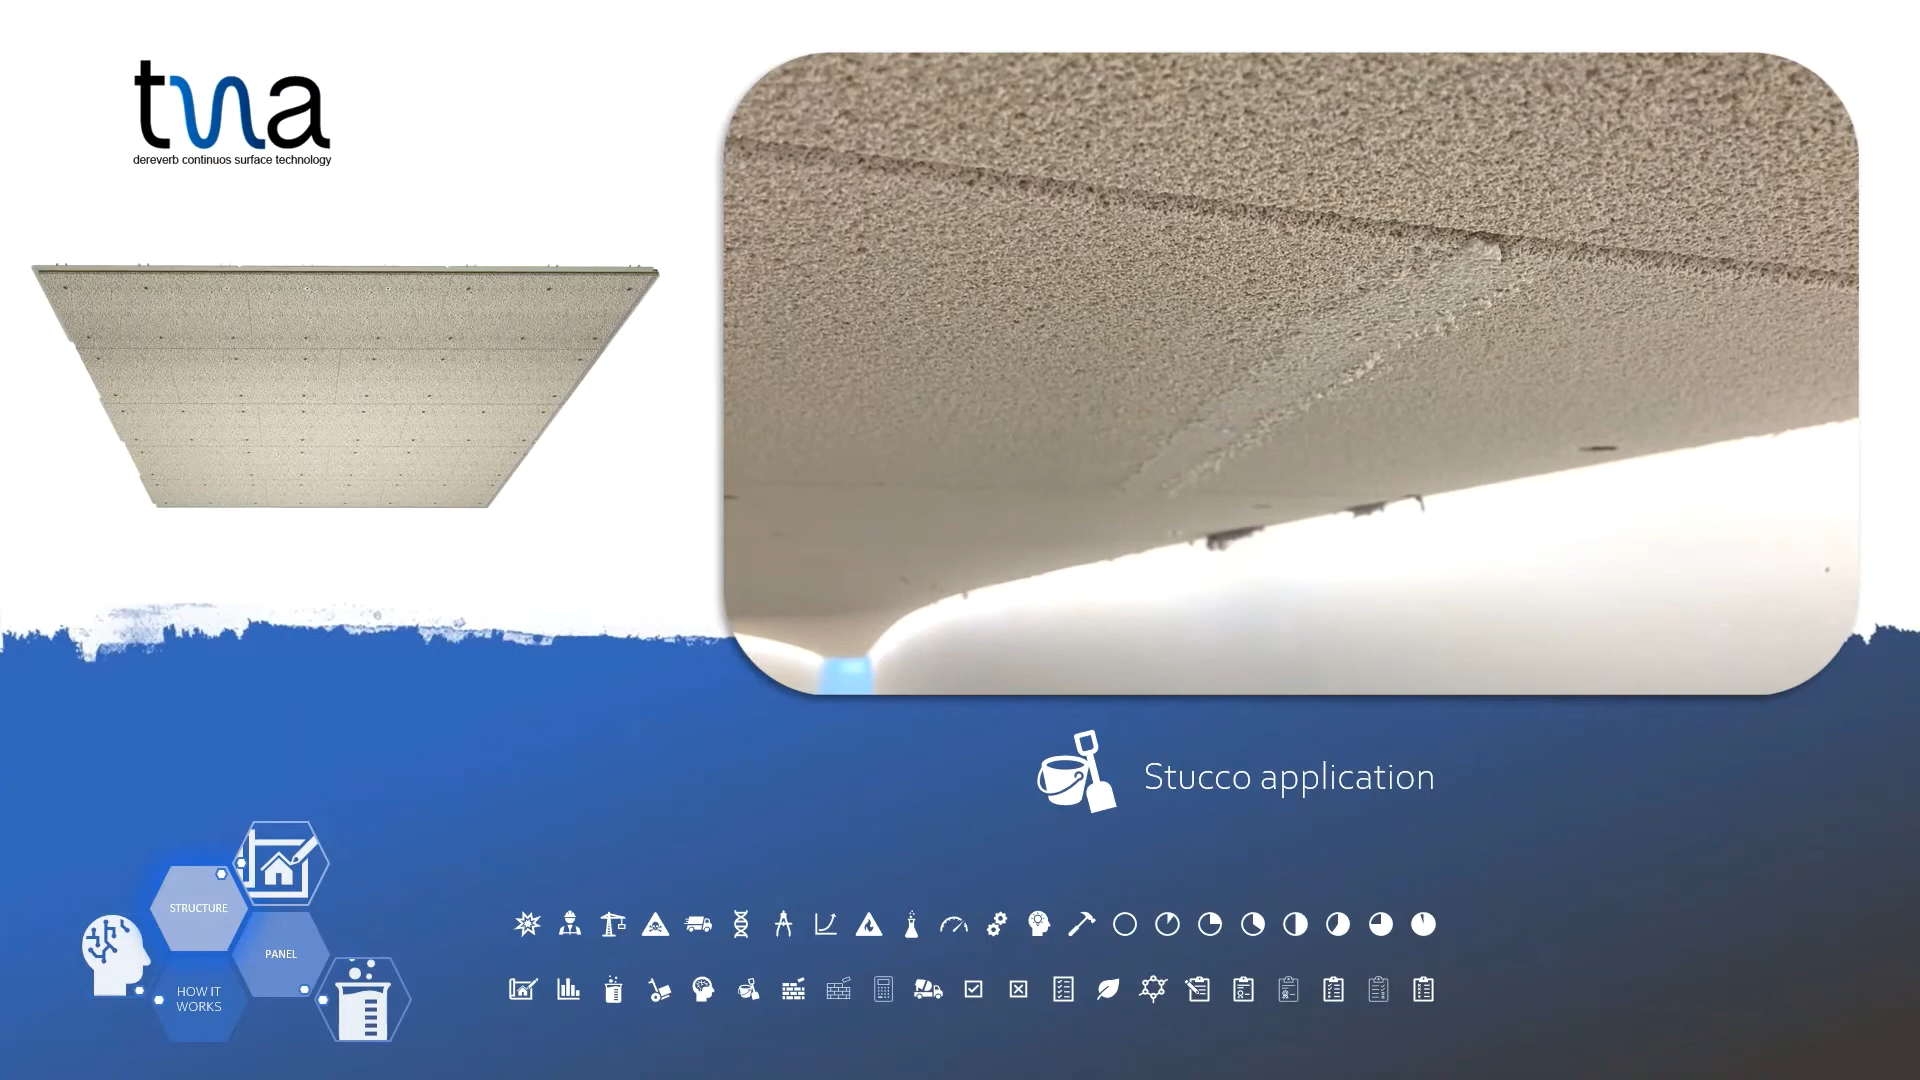 tna
dereverb continuos surface technology
Stucco application
STRUCTURE
PANEL
HOW IT
WORKS